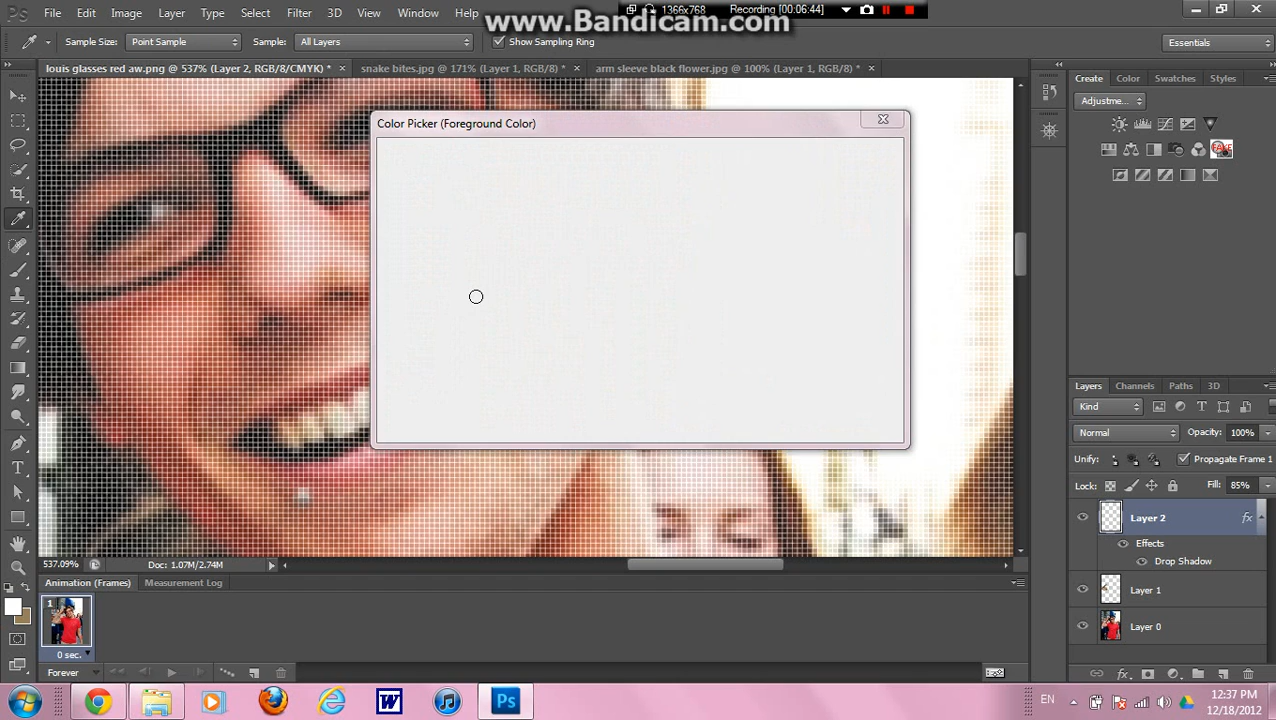 www.Bandicam.com
1366x768 Recording [00:06:44]
Ps File Edit Image Layer Type Select Filter 3D View Window Help
Sample Size: Point Sample Sample: All Layers Show Sampling Ring Essentials
louis glasses red aw.png @ 537% (Layer 2, RGB/8/CMYK) * × snake bites.jpg @ 171% (Layer 1, RGB/8) * × arm sleeve black flower.jpg @ 100% (Layer 1, RGB/8) * ×
Create Color Swatches Styles
Adjustme...
Color Picker (Foreground Color)
FAKE
Layers Channels Paths 3D
Kind
Normal Opacity: 100%
Unify: Propagate Frame 1
Lock: Fill: 85%
Layer 2 fx
Effects
Drop Shadow
Layer 1
Layer 0
537.09% Doc: 1.07M/2.74M
Animation (Frames) Measurement Log
1
0 sec.
Forever
W Ps
EN 12:37 PM
12/18/2012